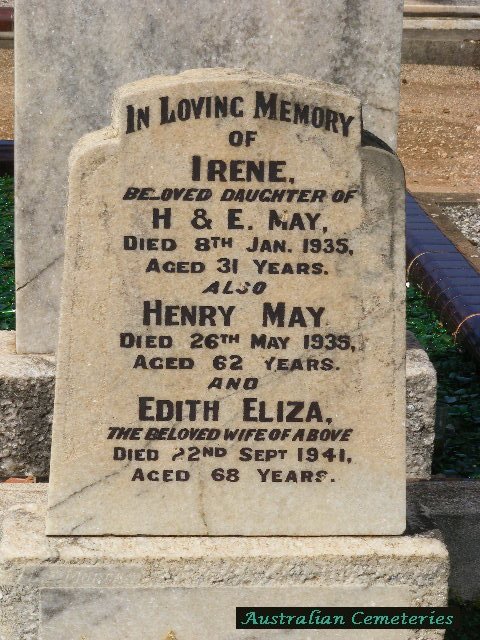 IN LOVING MEMORY
OF
IRENE,
BELOVED DAUGHTER OF
H & E. MAY,
DIED 8TH JAN. 1935,
AGED 31 YEARS.
ALSO
HENRY MAY
DIED 26TH MAY 1935,
AGED 62 YEARS.
AND
EDITH ELIZA,
THE BELOVED WIFE OF ABOVE
DIED 22ND SEPT 1941,
AGED 68 YEARS.
Australian Cemeteries